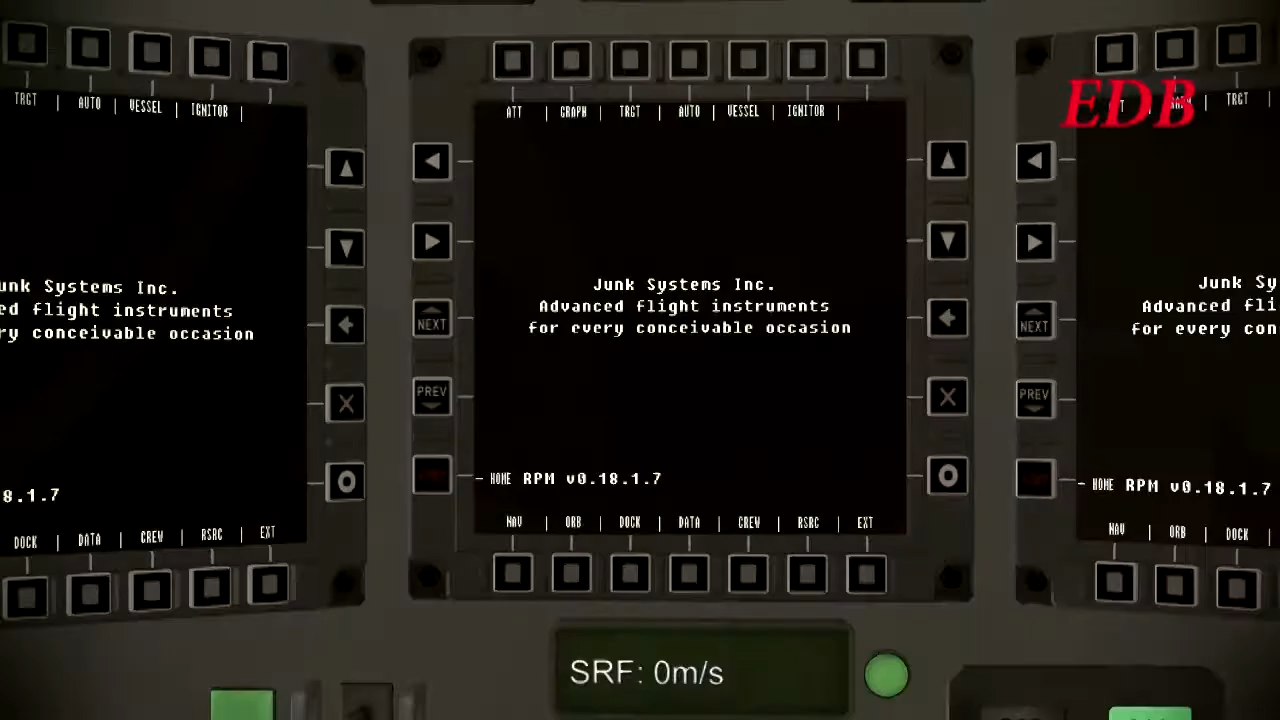 EDB
TRGT | AUTO | VESSEL | IGNITOR |
ATT | GRAPH | TRGT | AUTO | VESSEL | IGNITOR |
TRGT |
unk Systems Inc.
ed flight instruments
ry conceivable occasion
8.1.7
DOCK | DATA | CREW | RSRC | EXT
Junk Systems Inc.
Advanced flight instruments
for every conceivable occasion
NEXT
PREV
HOME RPM v0.18.1.7
NAV | ORB | DOCK | DATA | CREW | RSRC | EXT
NEXT
PREV
Junk Sy
Advanced fli
for every con
HOME RPM v0.18.1.7
NAV | ORB | DOCK |
SRF: 0m/s